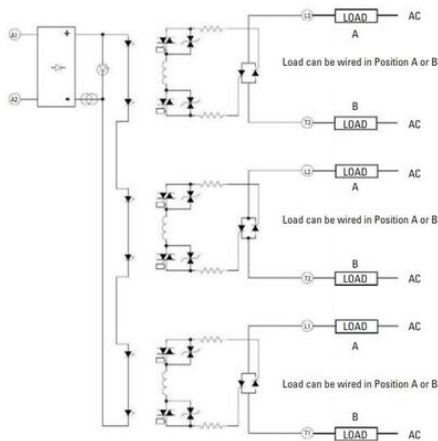 L3 LOAD AC
A
A1 +
Load can be wired in Position A or B
B
A2 -
T3 LOAD AC
L2 LOAD AC
A
Load can be wired in Position A or B
B
T2 LOAD AC
L1 LOAD AC
A
Load can be wired in Position A or B
B
T1 LOAD AC